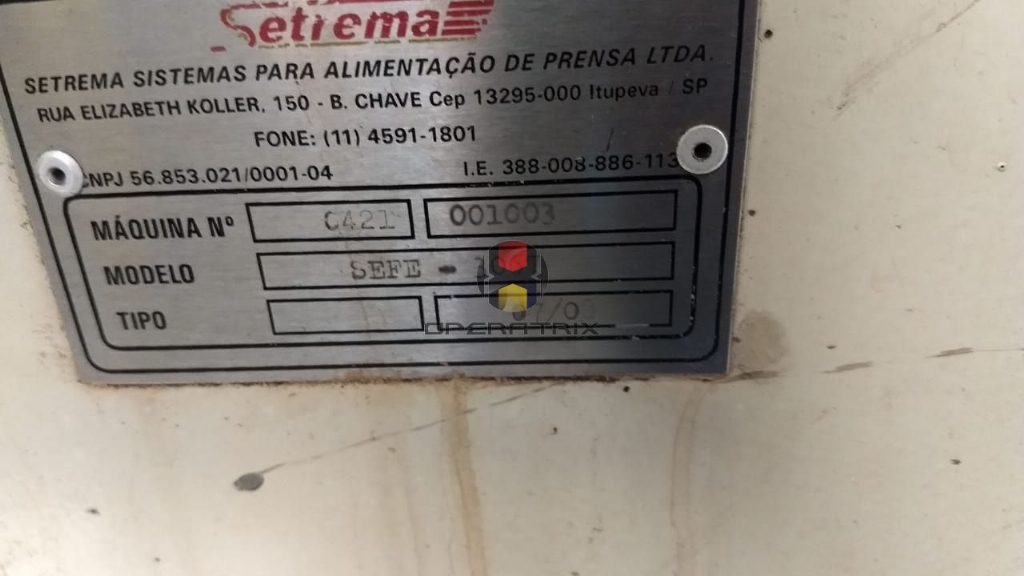 Setrema
SETREMA SISTEMAS PARA ALIMENTAÇÃO DE PRENSA LTDA.
RUA ELIZABETH KOLLER, 150 - B. CHAVE Cep 13295-000 Itupeva / SP
FONE: (11) 4591-1801
CNPJ 56.853.021/0001-04 I.E. 388-008-886-113
MÁQUINA Nº C421 001003
MODELO SEFE -
TIPO
OPERATRIX